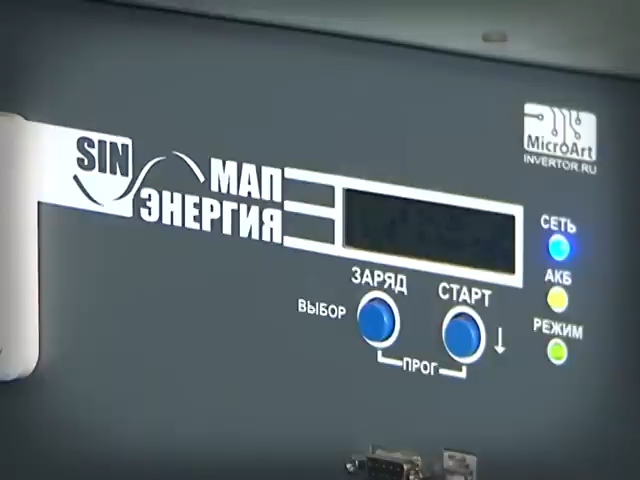 SIN
МАП
ЭНЕРГИЯ
MicroArt
INVERTOR.RU
СЕТЬ
АКБ
РЕЖИМ
ЗАРЯД
СТАРТ
ВЫБОР
↓
ПРОГ